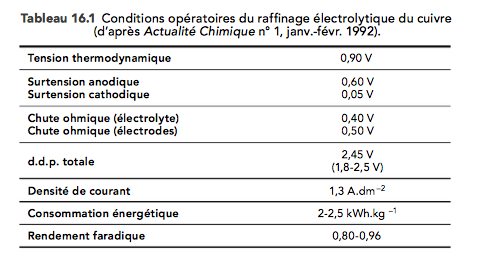 Tableau 16.1 Conditions opératoires du raffinage électrolytique du cuivre
(d'après Actualité Chimique n° 1, janv.-févr. 1992).
Tension thermodynamique 0,90 V
Surtension anodique 0,60 V
Surtension cathodique 0,05 V
Chute ohmique (électrolyte) 0,40 V
Chute ohmique (électrodes) 0,50 V
d.d.p. totale 2,45 V
(1,8-2,5 V)
Densité de courant 1,3 A.dm⁻²
Consommation énergétique 2-2,5 kWh.kg ⁻¹
Rendement faradique 0,80-0,96